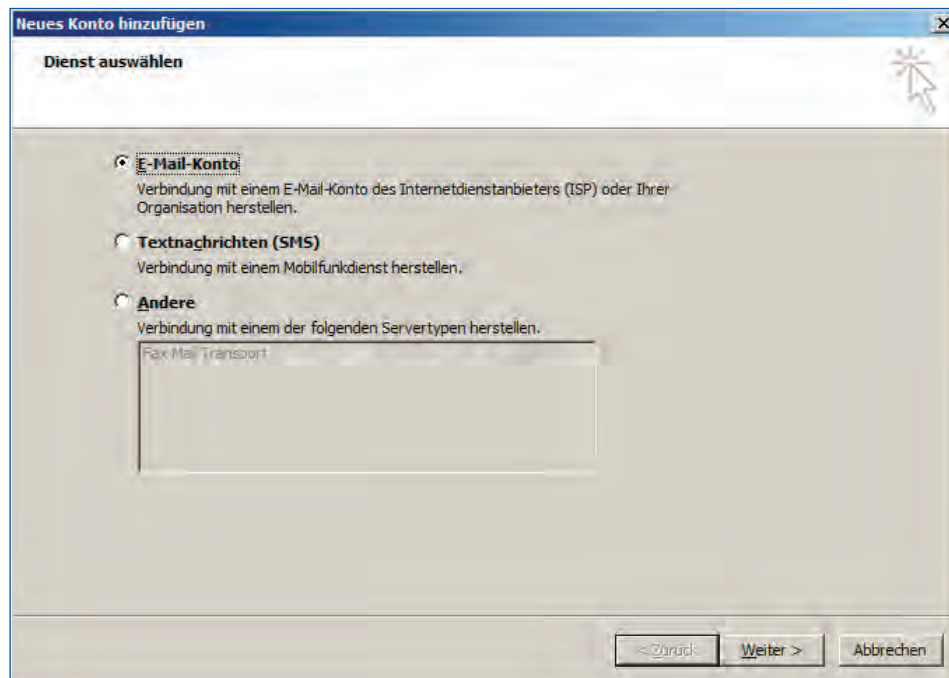 Neues Konto hinzufügen
Dienst auswählen
E-Mail-Konto
Verbindung mit einem E-Mail-Konto des Internetdienstanbieters (ISP) oder Ihrer
Organisation herstellen.
Textnachrichten (SMS)
Verbindung mit einem Mobilfunkdienst herstellen.
Andere
Verbindung mit einem der folgenden Servertypen herstellen.
Fax Mail Transport
< Zurück Weiter > Abbrechen